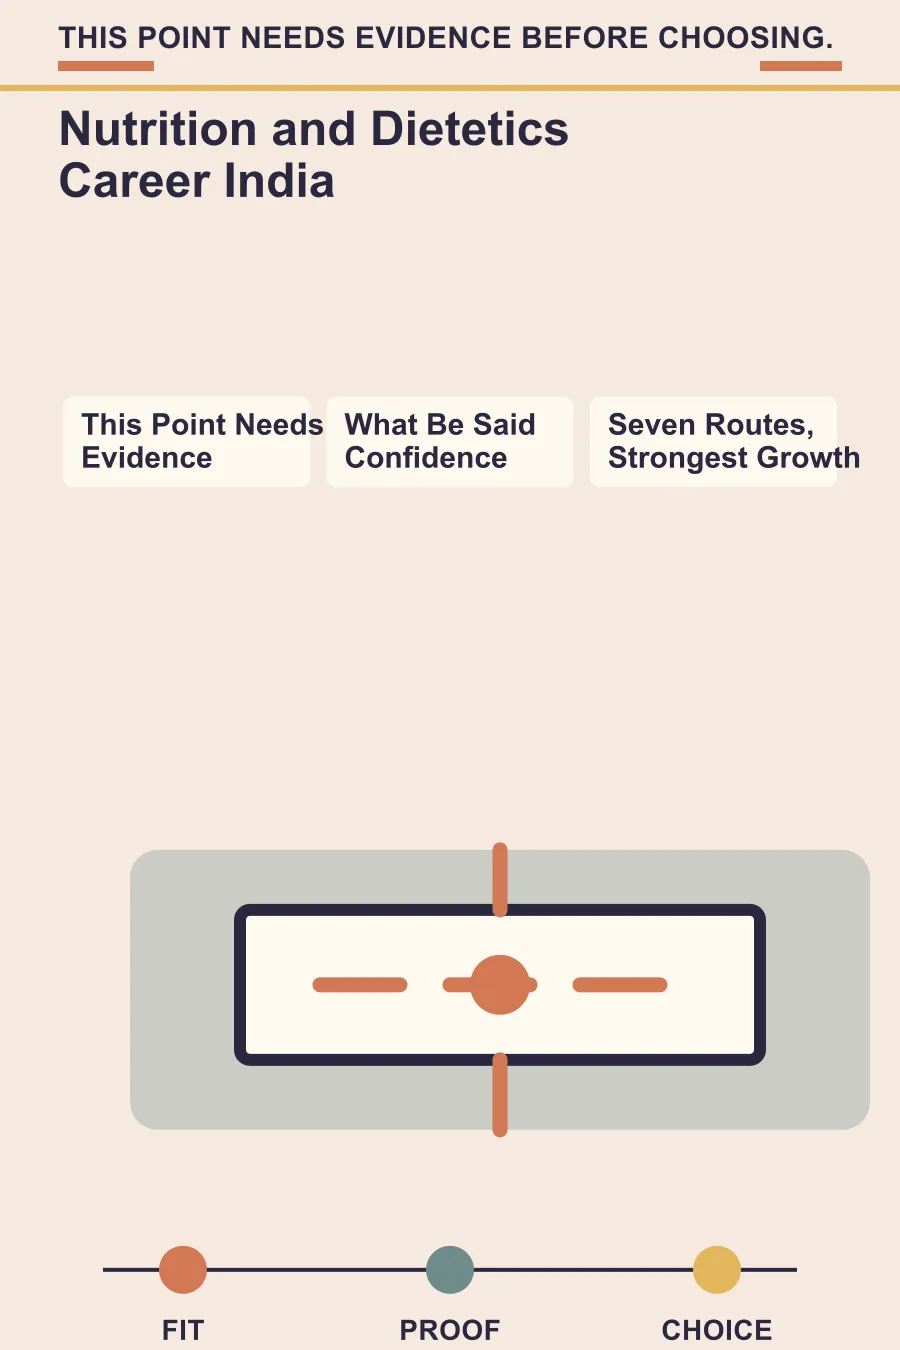 THIS POINT NEEDS EVIDENCE BEFORE CHOOSING.
Nutrition and Dietetics
Career India
This Point Needs
Evidence
What Be Said
Confidence
Seven Routes,
Strongest Growth
FIT
PROOF
CHOICE